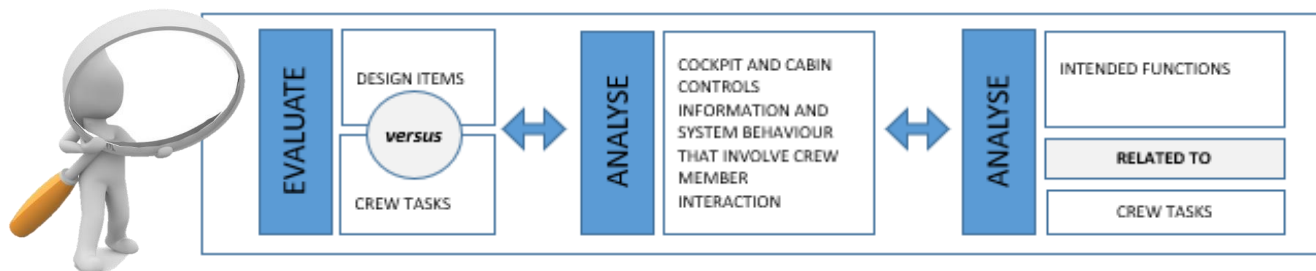 EVALUATE
DESIGN ITEMS
versus
CREW TASKS
ANALYSE
COCKPIT AND CABIN
CONTROLS
INFORMATION AND
SYSTEM BEHAVIOUR
THAT INVOLVE CREW
MEMBER
INTERACTION
ANALYSE
INTENDED FUNCTIONS
RELATED TO
CREW TASKS